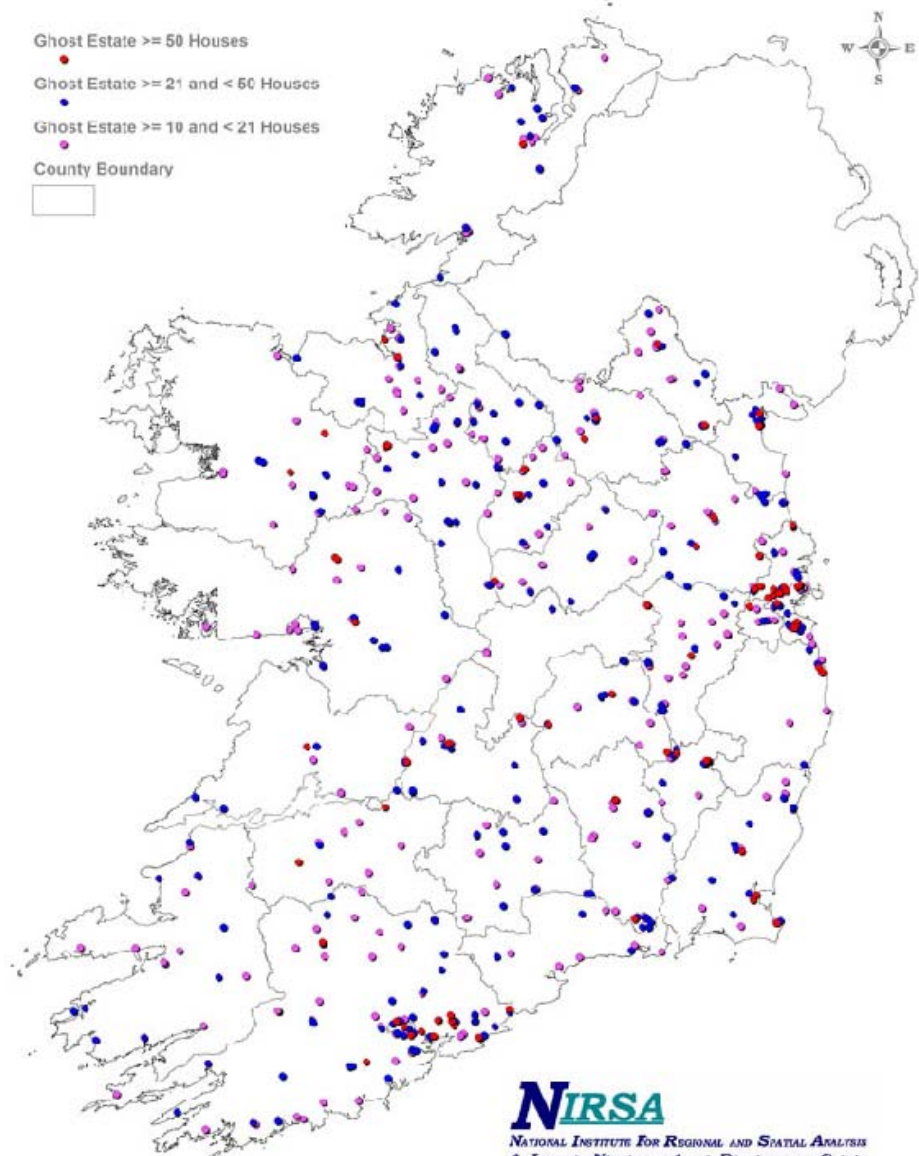 Ghost Estate >= 50 Houses
Ghost Estate >= 21 and < 50 Houses
Ghost Estate >= 10 and < 21 Houses
County Boundary
N
W E
S
NIRSA
NATIONAL INSTITUTE FOR REGIONAL AND SPATIAL ANALYSIS